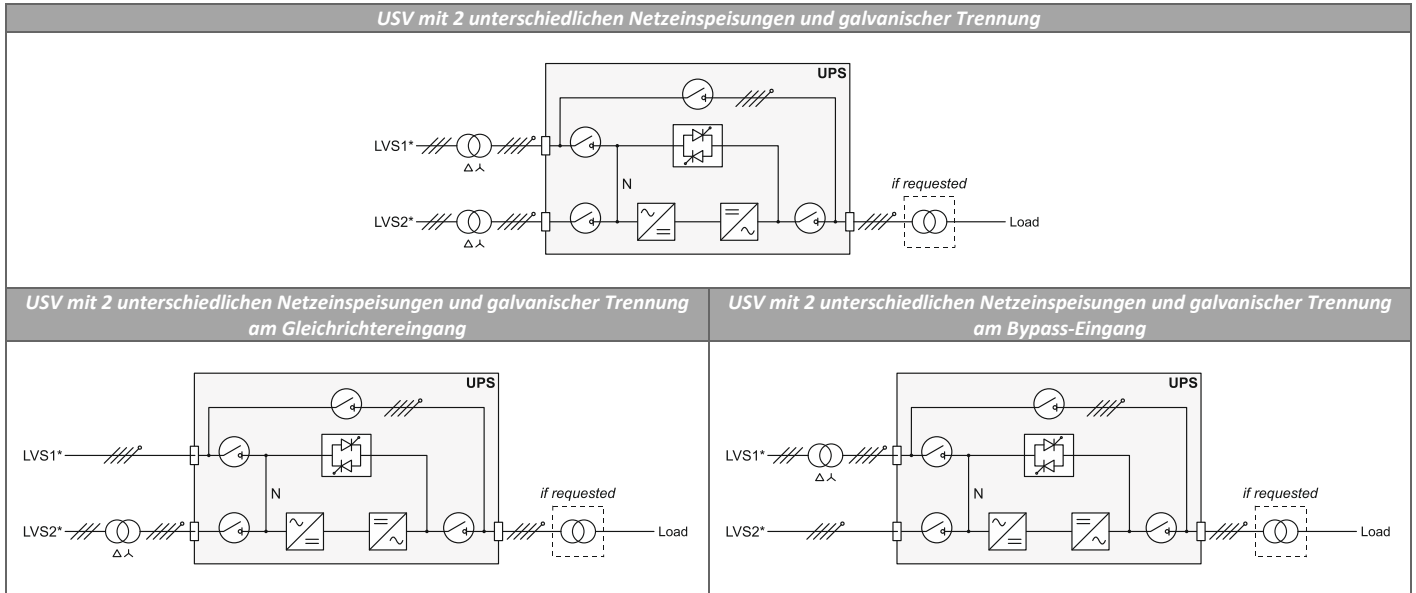 USV mit 2 unterschiedlichen Netzeinspeisungen und galvanischer Trennung
UPS
LVS1*
N
if requested
LVS2*
Load
USV mit 2 unterschiedlichen Netzeinspeisungen und galvanischer Trennung
am Gleichrichtereingang
UPS
LVS1*
N
if requested
LVS2*
Load
USV mit 2 unterschiedlichen Netzeinspeisungen und galvanischer Trennung
am Bypass-Eingang
UPS
LVS1*
N
if requested
LVS2*
Load